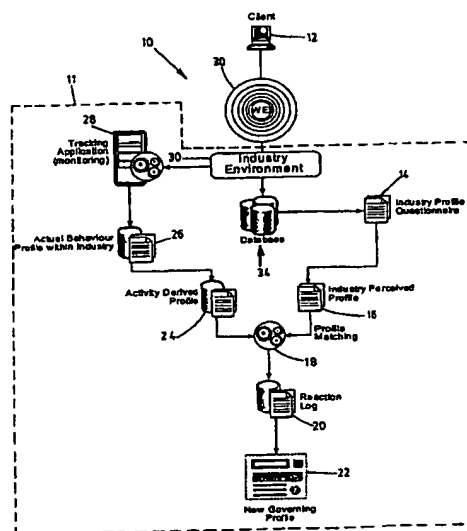 Client
12
10
30
WE
11
28
Tracking
Application
(monitoring)
30
Industry
Environment
14
Industry Profile
Questionnaire
Database
34
26
Actual Behaviour
Profile within Industry
Activity Derived
Profile
24
Industry Perceived
Profile
16
Profile
Matching
18
Reaction
Log
20
22
New Governing
Profile